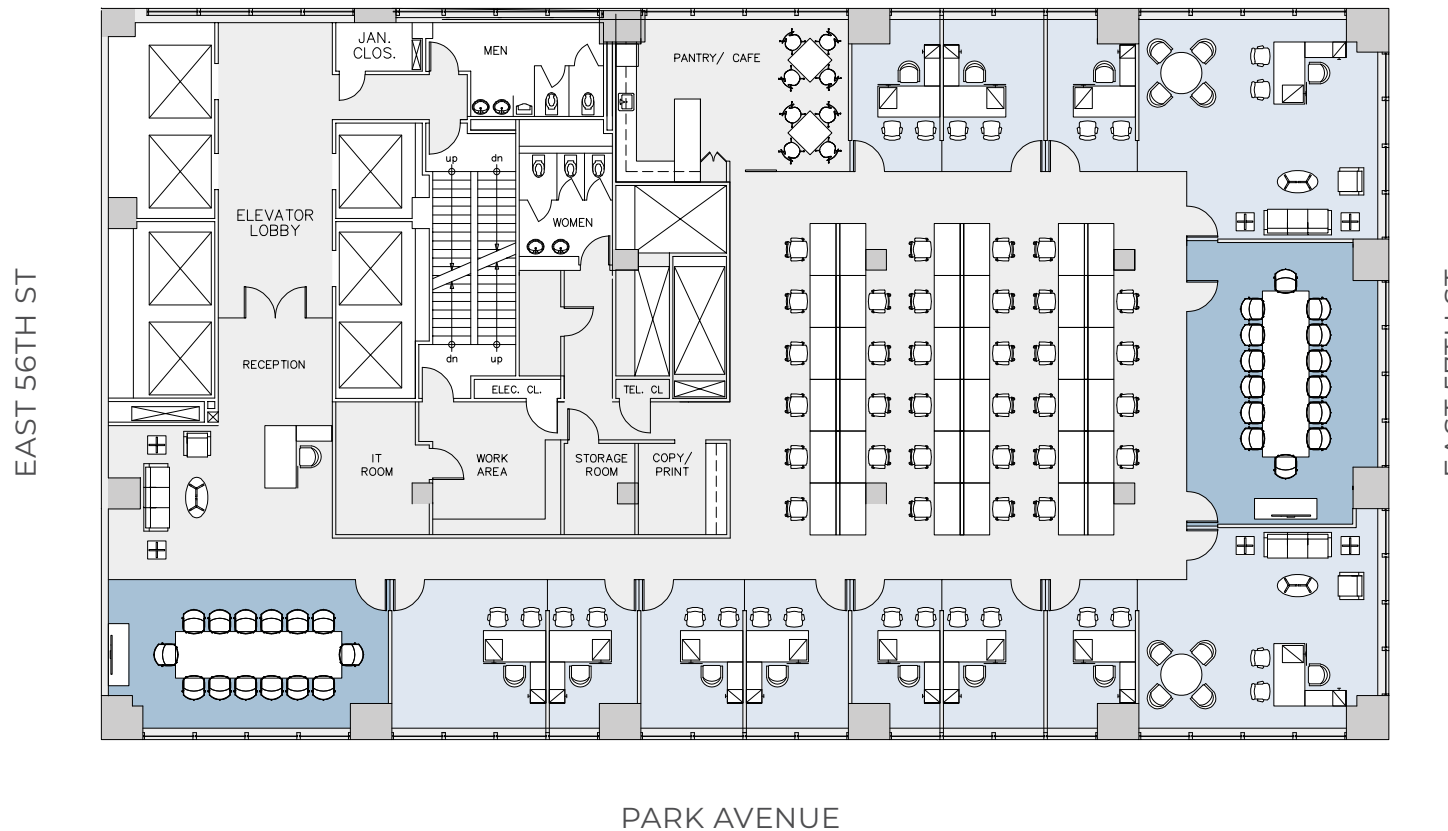 JAN.
CLOS.
MEN
PANTRY/ CAFE
up
dn
ELEVATOR
LOBBY
WOMEN
EAST 56TH ST
RECEPTION
dn
up
ELEC. CL.
TEL. CL
IT
ROOM
WORK
AREA
STORAGE
ROOM
COPY/
PRINT
PARK AVENUE